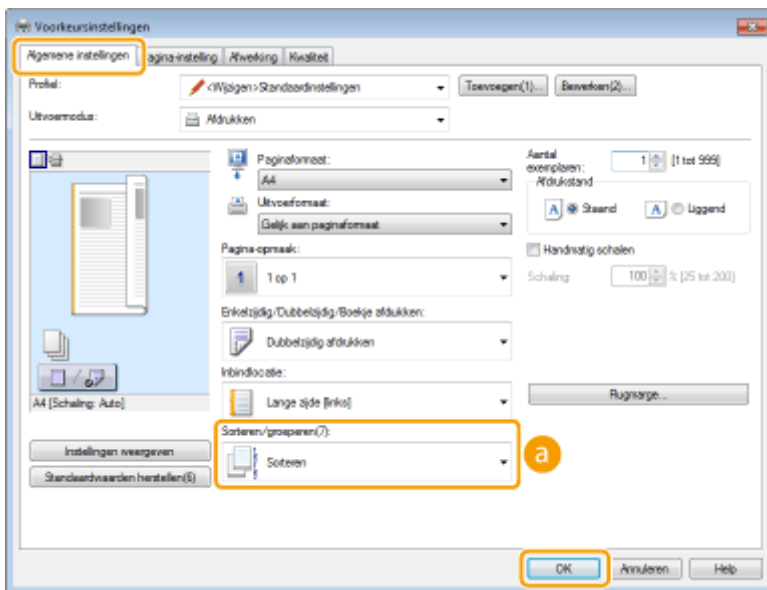 Voorkeursinstellingen
Algemene instellingen Pagina-instelling Afwerking Kwaliteit
Profiel: <Wijzigen>Standaardinstellingen Toevoegen(1)... Bewerken(2)...
Uitvoermodus: Afdrukken
Paginaformaat:
A4
Uitvoerformaat:
Gelijk aan paginaformaat
Pagina-opmaak:
1 1 op 1
Enkelzijdig/Dubbelzijdig/Boekje afdrukken:
Dubbelzijdig afdrukken
Inbindlocatie:
Lange zijde [links]
Sorteren/groeperen(7):
Sorteren
a
Aantal
exemplaren: 1 [1 tot 999]
Afdrukstand
A Staand A Liggend
Handmatig schalen
Schaling: 100 % [25 tot 200]
Rugmarge...
A4 [Schaling: Auto]
Instellingen weergeven
Standaardwaarden herstellen(6)
OK Annuleren Help